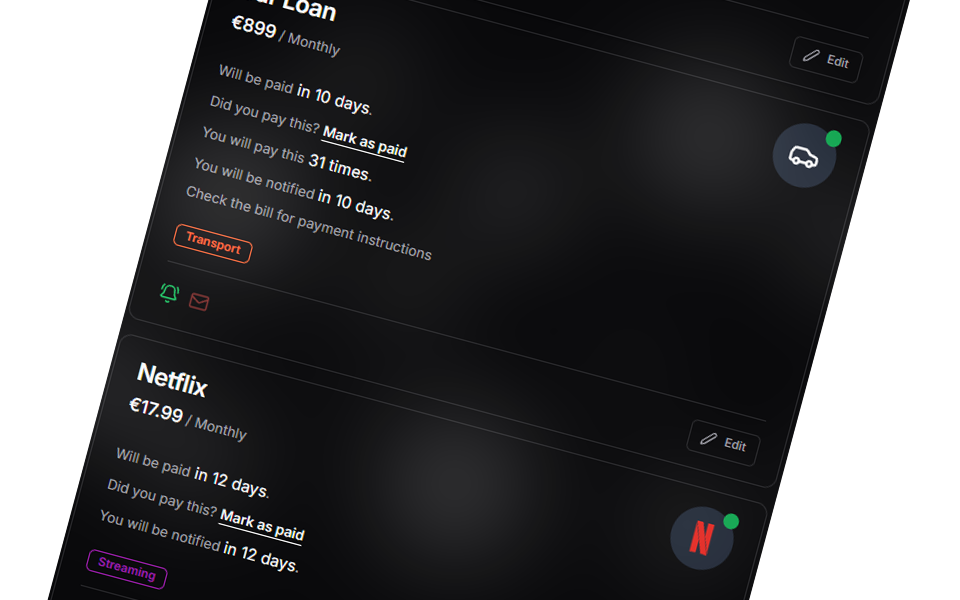 Loan
€899 / Monthly
Edit
Will be paid in 10 days.
Did you pay this? Mark as paid
You will pay this 31 times.
You will be notified in 10 days.
Check the bill for payment instructions
Transport
Netflix
€17.99 / Monthly
Edit
Will be paid in 12 days.
Did you pay this? Mark as paid
You will be notified in 12 days.
N
Streaming